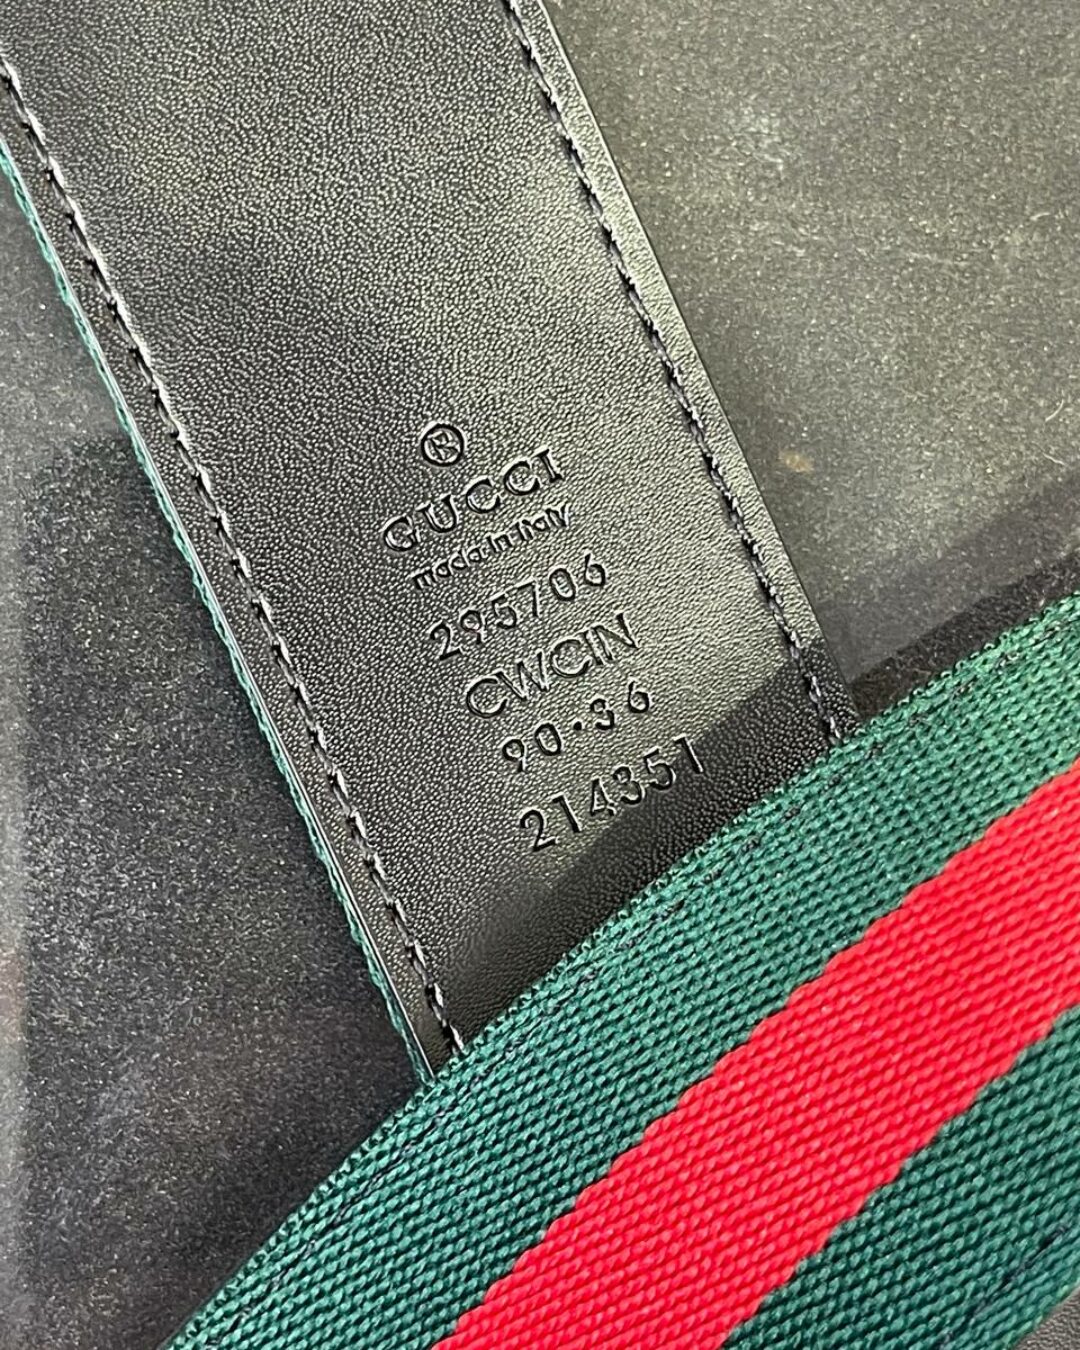 ®
GUCCI
made in italy
295706
CWCIN
90·36
214351